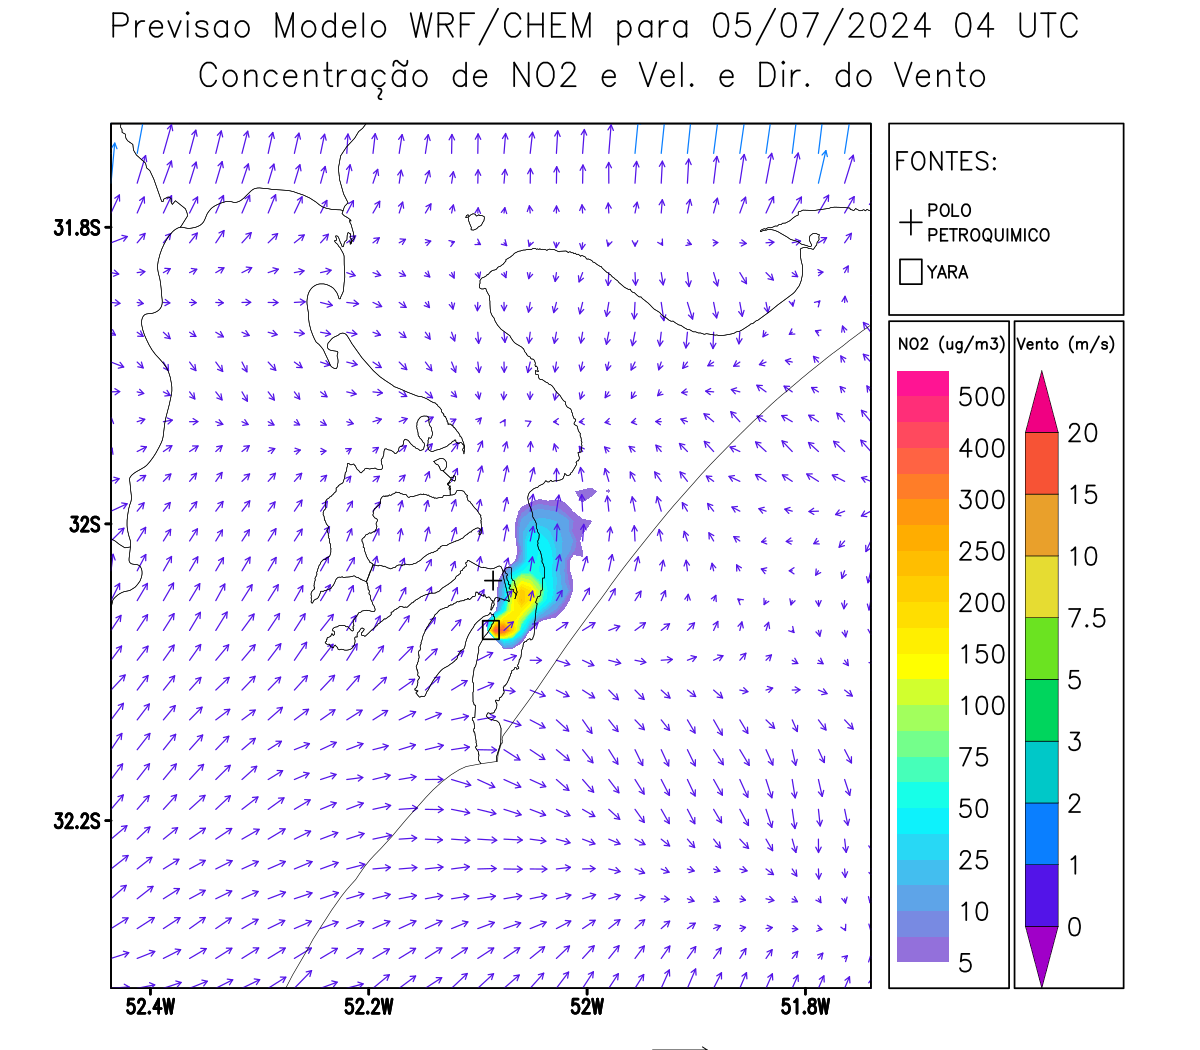 Previsao Modelo WRF/CHEM para 05/07/2024 04 UTC
Concentração de NO2 e Vel. e Dir. do Vento
FONTES:
POLO
PETROQUIMICO
YARA
31.8S
32S
32.2S
52.4W
52.2W
52W
51.8W
NO2 (ug/m3)
500
400
300
250
200
150
100
75
50
25
10
5
Vento (m/s)
20
15
10
7.5
5
3
2
1
0